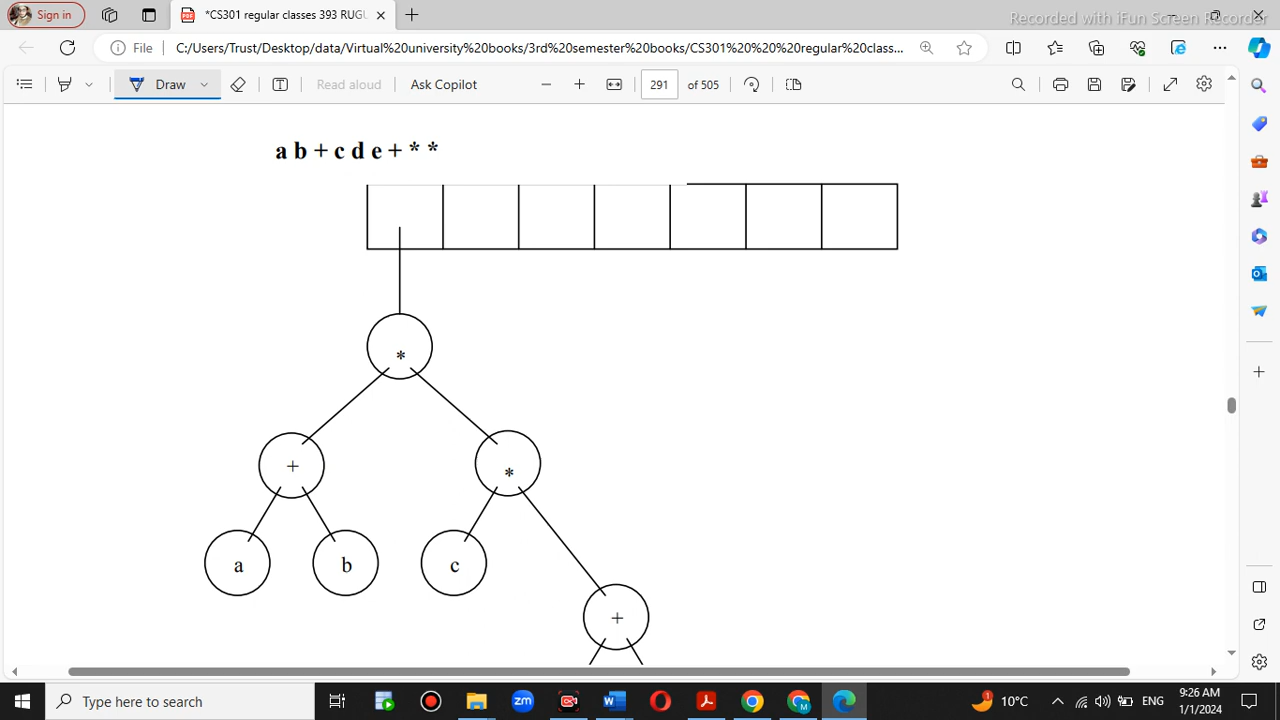 Sign in
*CS301 regular classes 393 RUGU
Recorded with iFun Screen Recorder
File
C:/Users/Trust/Desktop/data/Virtual%20university%20books/3rd%20semester%20books/CS301%20%20%20regular%20class...
Draw
Read aloud
Ask Copilot
291 of 505
a b + c d e + * *
*
+ *
a b c
+
Type here to search
1
10°C
ENG
9:26 AM
1/1/2024